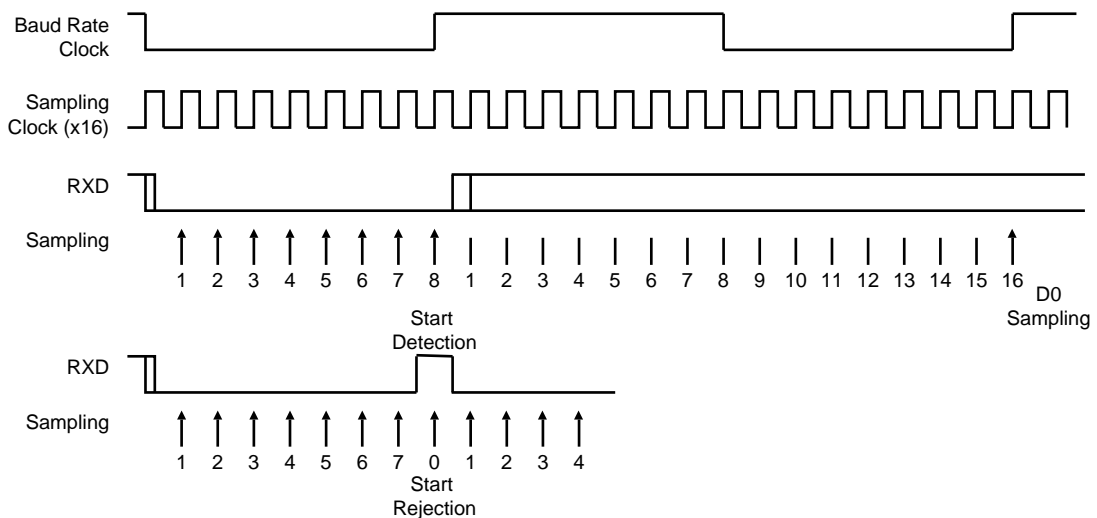 Baud Rate
Clock
Sampling
Clock (x16)
RXD
Sampling
1 2 3 4 5 6 7 8 1 2 3 4 5 6 7 8 9 10 11 12 13 14 15 16
D0
Sampling
Start
Detection
RXD
Sampling
1 2 3 4 5 6 7 0 1 2 3 4
Start
Rejection